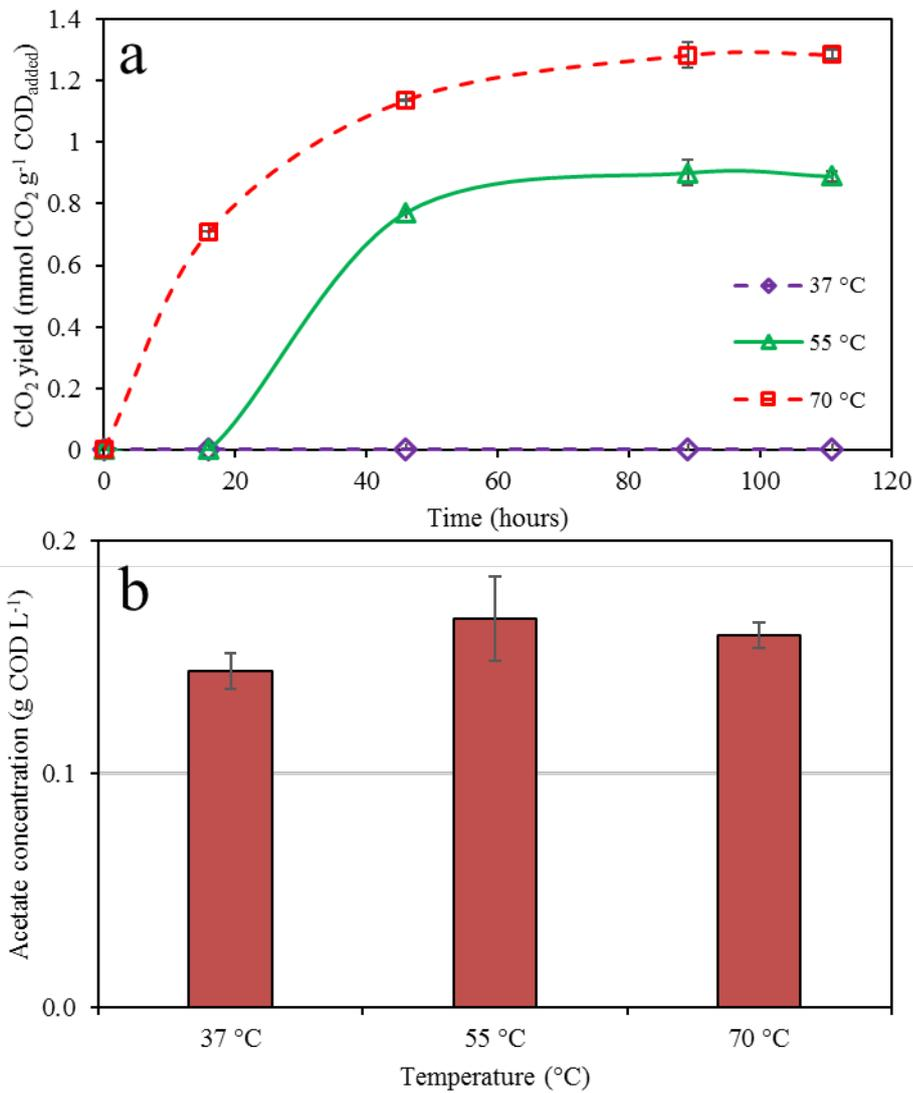 a
CO₂ yield (mmol CO₂ g⁻¹ COD_added)
1.4
1.2
1
0.8
0.6
0.4
0.2
0
37 °C
55 °C
70 °C
0 20 40 60 80 100 120
Time (hours)
b
Acetate concentration (g COD L⁻¹)
0.2
0.1
0.0
37 °C 55 °C 70 °C
Temperature (°C)